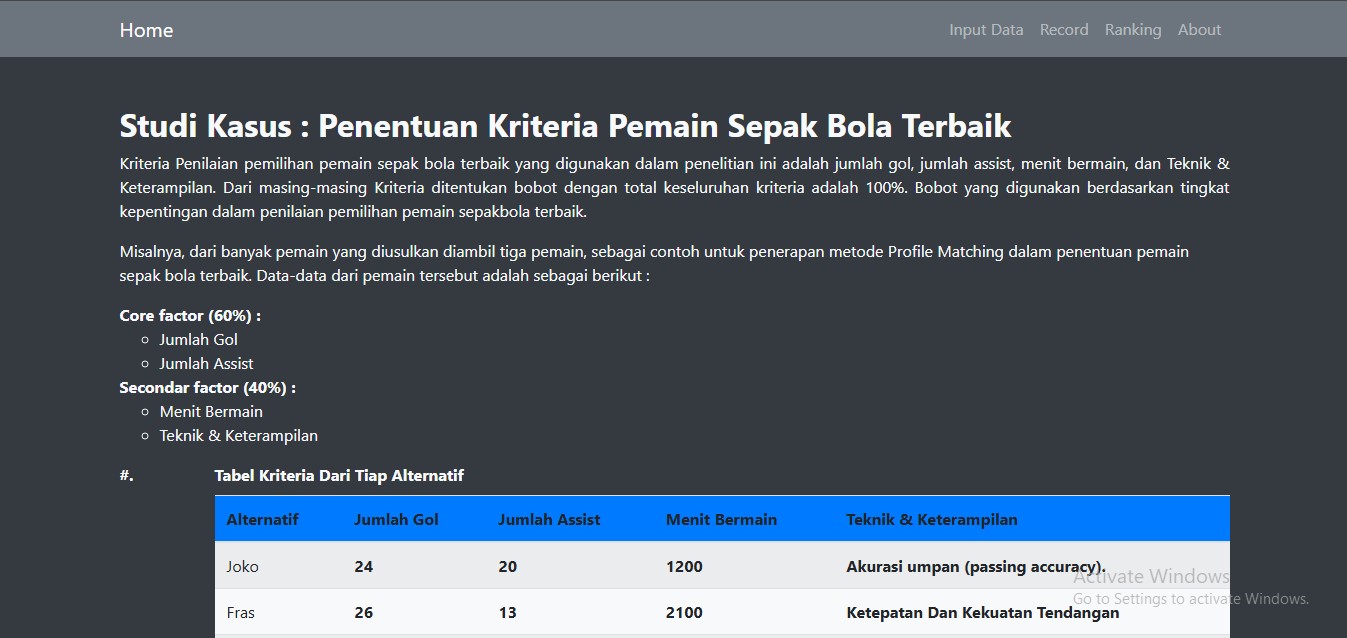 Home Input Data Record Ranking About
Studi Kasus : Penentuan Kriteria Pemain Sepak Bola Terbaik
Kriteria Penilaian pemilihan pemain sepak bola terbaik yang digunakan dalam penelitian ini adalah jumlah gol, jumlah assist, menit bermain, dan Teknik &
Keterampilan. Dari masing-masing Kriteria ditentukan bobot dengan total keseluruhan kriteria adalah 100%. Bobot yang digunakan berdasarkan tingkat
kepentingan dalam penilaian pemilihan pemain sepakbola terbaik.
Misalnya, dari banyak pemain yang diusulkan diambil tiga pemain, sebagai contoh untuk penerapan metode Profile Matching dalam penentuan pemain
sepak bola terbaik. Data-data dari pemain tersebut adalah sebagai berikut :
Core factor (60%) :
Jumlah Gol
Jumlah Assist
Secondar factor (40%) :
Menit Bermain
Teknik & Keterampilan
#. Tabel Kriteria Dari Tiap Alternatif
Alternatif Jumlah Gol Jumlah Assist Menit Bermain Teknik & Keterampilan
Joko 24 20 1200 Akurasi umpan (passing accuracy).
Fras 26 13 2100 Ketepatan Dan Kekuatan Tendangan
Activate Windows
Go to Settings to activate Windows.